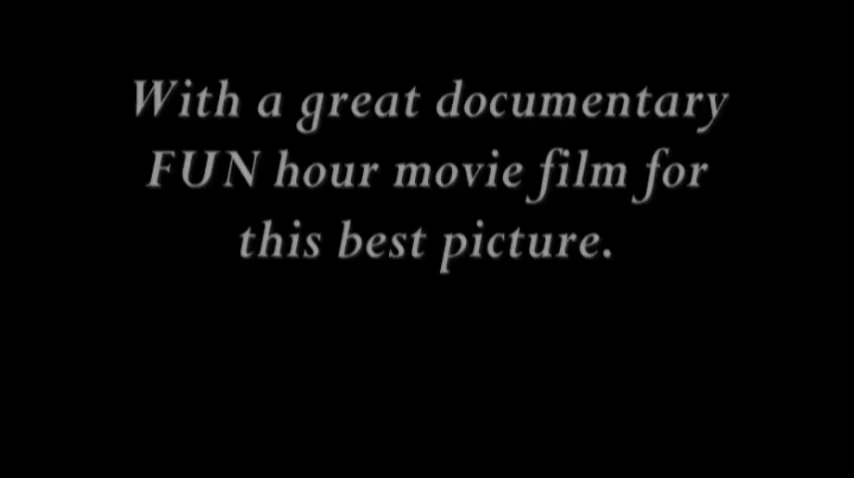 With a great documentary
FUN hour movie film for
this best picture.